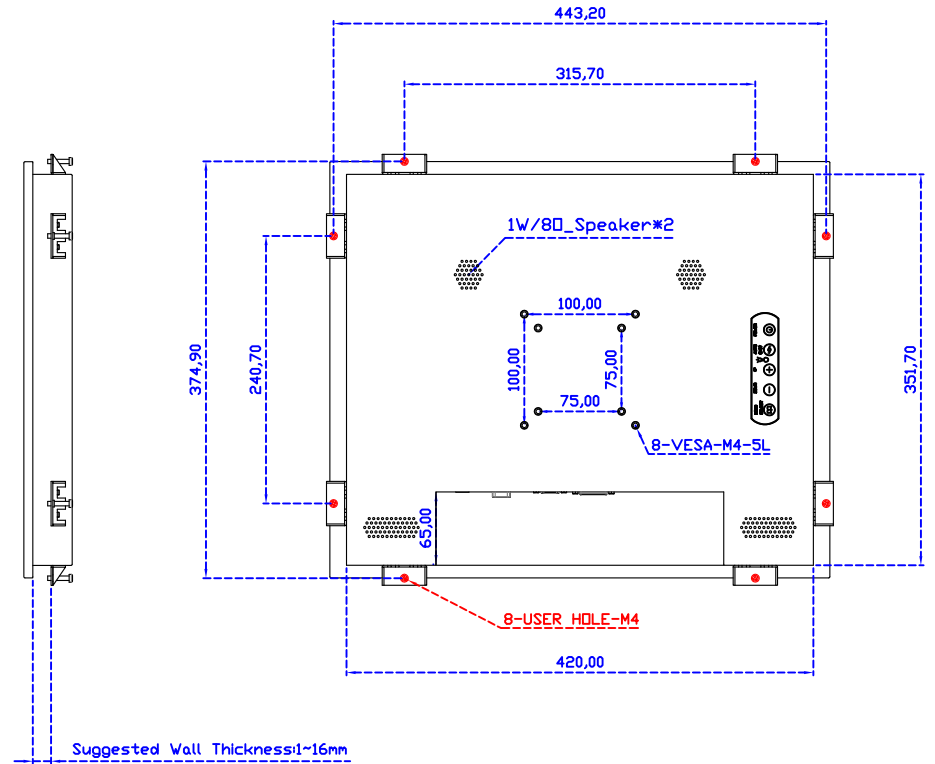 443,20
315,70
1W/8O_Speaker*2
100,00
374,90
240,70
100,00
75,00
351,70
75,00
8-VESA-M4-5L
65,00
8-USER HOLE-M4
420,00
Suggested Wall Thickness:1~16mm